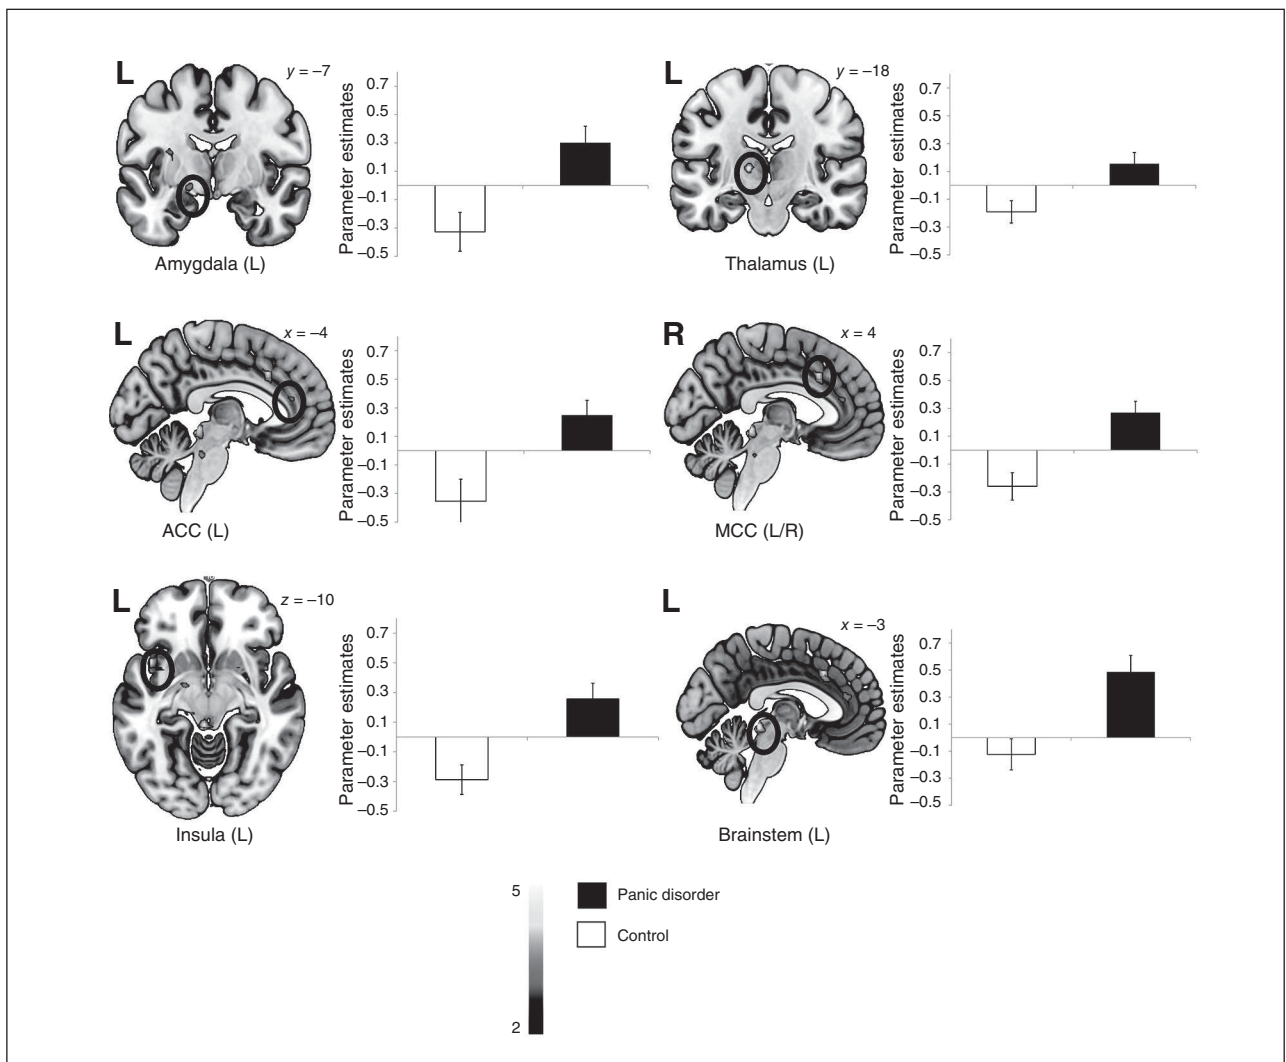 L
y = –7
Parameter estimates
0.7
0.5
0.3
0.1
–0.1
–0.3
–0.5
Amygdala (L)
L
y = –18
Parameter estimates
0.7
0.5
0.3
0.1
–0.1
–0.3
–0.5
Thalamus (L)
L
x = –4
Parameter estimates
0.7
0.5
0.3
0.1
–0.1
–0.3
–0.5
ACC (L)
R
x = 4
Parameter estimates
0.7
0.5
0.3
0.1
–0.1
–0.3
–0.5
MCC (L/R)
L
z = –10
Parameter estimates
0.7
0.5
0.3
0.1
–0.1
–0.3
–0.5
Insula (L)
L
x = –3
Parameter estimates
0.7
0.5
0.3
0.1
–0.1
–0.3
–0.5
Brainstem (L)
5
2
Panic disorder
Control